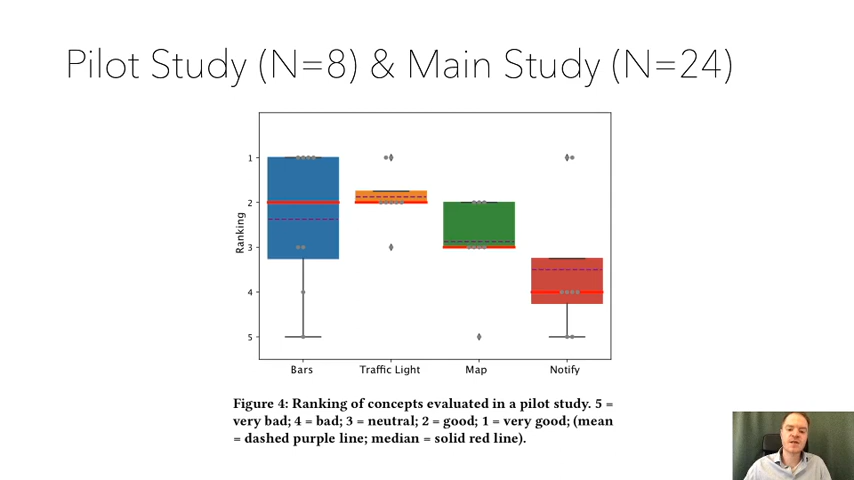 Pilot Study (N=8) & Main Study (N=24)
1
2
3
4
5
Ranking
Bars
Traffic Light
Map
Notify
Figure 4: Ranking of concepts evaluated in a pilot study. 5 =
very bad; 4 = bad; 3 = neutral; 2 = good; 1 = very good; (mean
= dashed purple line; median = solid red line).